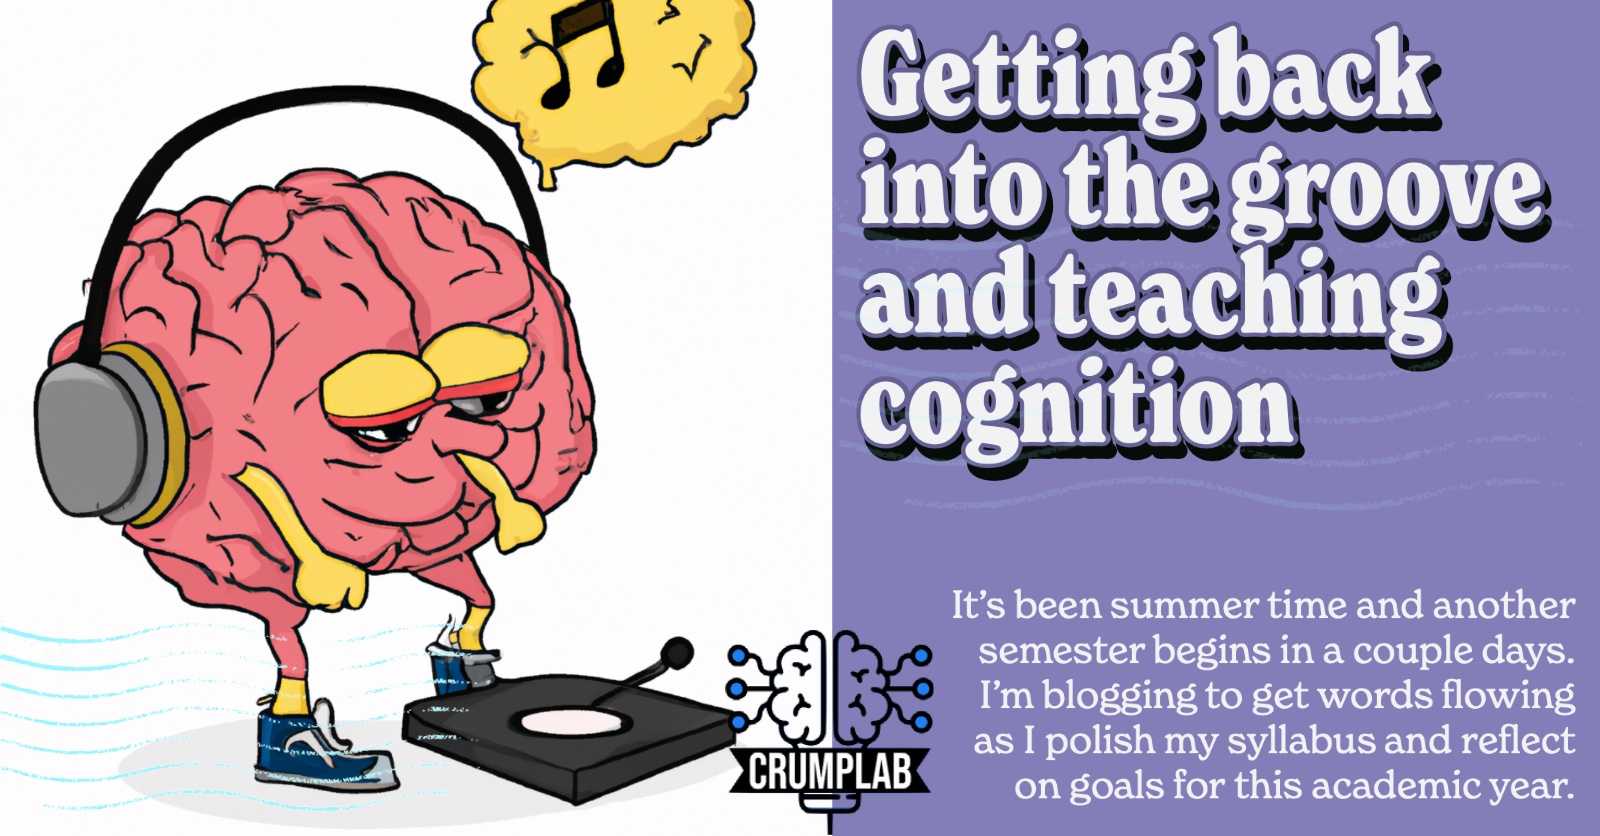 Getting back
into the groove
and teaching
cognition
It’s been summer time and another
semester begins in a couple days.
I’m blogging to get words flowing
as I polish my syllabus and reflect
on goals for this academic year.
CRUMPLAB